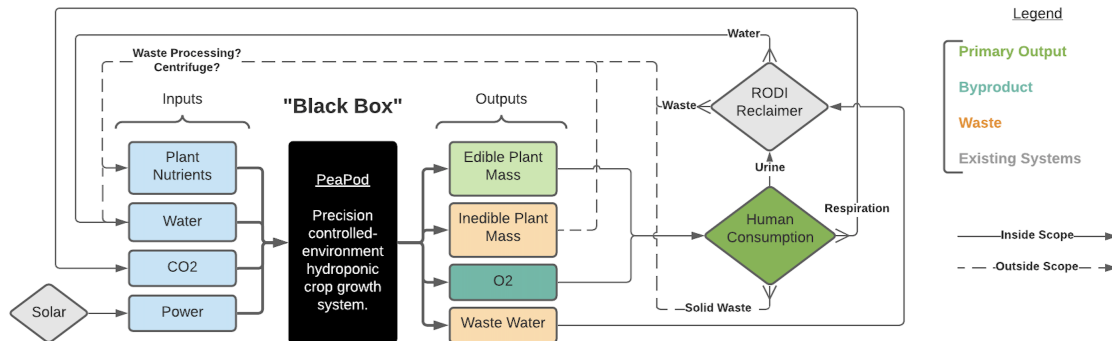 Water
Legend
Waste Processing?
Centrifuge?
Primary Output
Inputs
"Black Box"
Outputs
Waste
RODI
Reclaimer
Byproduct
Waste
Existing Systems
Plant
Nutrients
PeaPod
Precision
controlled-
environment
hydroponic
crop growth
system.
Edible Plant
Mass
Urine
Water
Inedible Plant
Mass
Human
Consumption
Respiration
Inside Scope
CO2
O2
Outside Scope
Solar
Power
Waste Water
Solid Waste